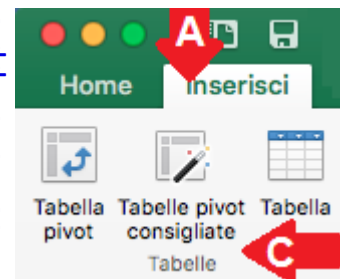 A
Home Inserisci
Tabella pivot Tabelle pivot consigliate Tabella
Tabelle
C